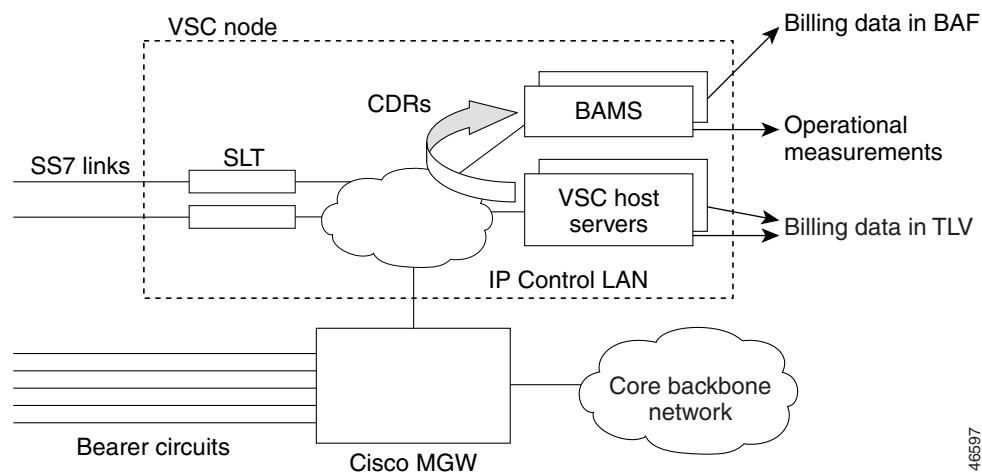 VSC node
Billing data in BAF
CDRs
BAMS
Operational
measurements
SS7 links
SLT
VSC host
servers
Billing data in TLV
IP Control LAN
Core backbone
network
Bearer circuits
Cisco MGW
46597